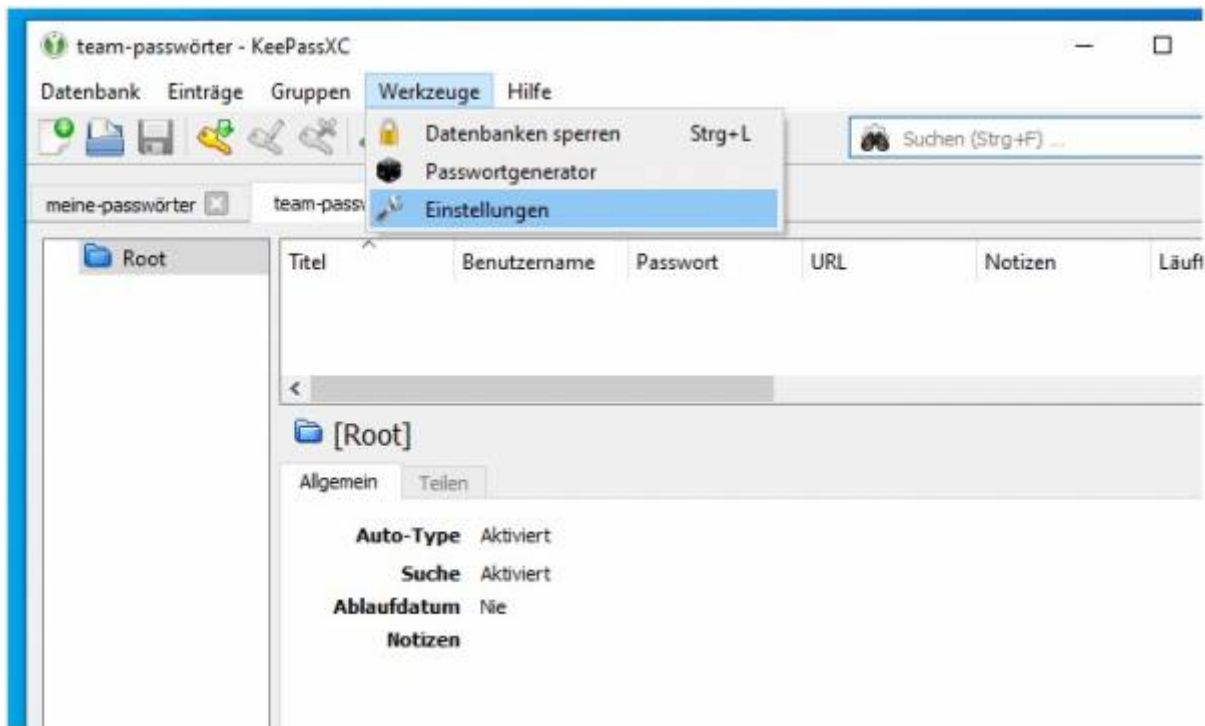 team-passwörter - KeePassXC
Datenbank Einträge Gruppen Werkzeuge Hilfe
Datenbanken sperren Strg+L
Suchen (Strg+F) ...
Passwortgenerator
Einstellungen
meine-passwörter team-passw
Root
Titel Benutzername Passwort URL Notizen Läuft
[Root]
Allgemein Teilen
Auto-Type Aktiviert
Suche Aktiviert
Ablaufdatum Nie
Notizen